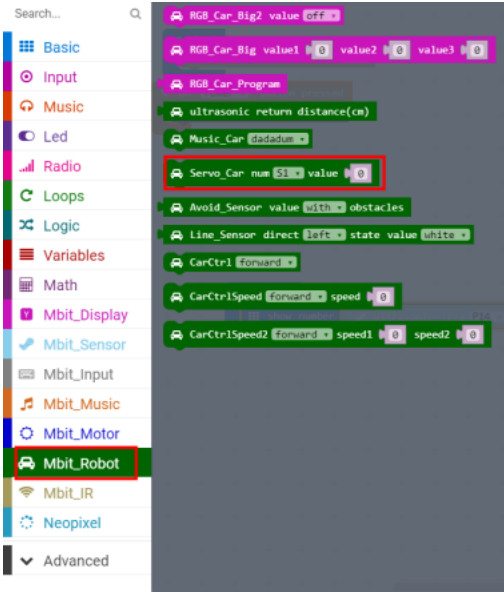 Search...
Basic
Input
Music
Led
Radio
Loops
Logic
Variables
Math
Mbit_Display
Mbit_Sensor
Mbit_Input
Mbit_Music
Mbit_Motor
Mbit_Robot
Mbit_IR
Neopixel
Advanced
RGB_Car_Big2 value off
RGB_Car_Big value1 0 value2 0 value3 0
RGB_Car_Program
ultrasonic return distance(cm)
Music_Car dadadum
Servo_Car num S1 value 0
Avoid_Sensor value with obstacles
Line_Sensor direct left state value white
CarCtrl forward
CarCtrlSpeed forward speed 0
show number P14
CarCtrlSpeed2 forward speed1 0 speed2 0